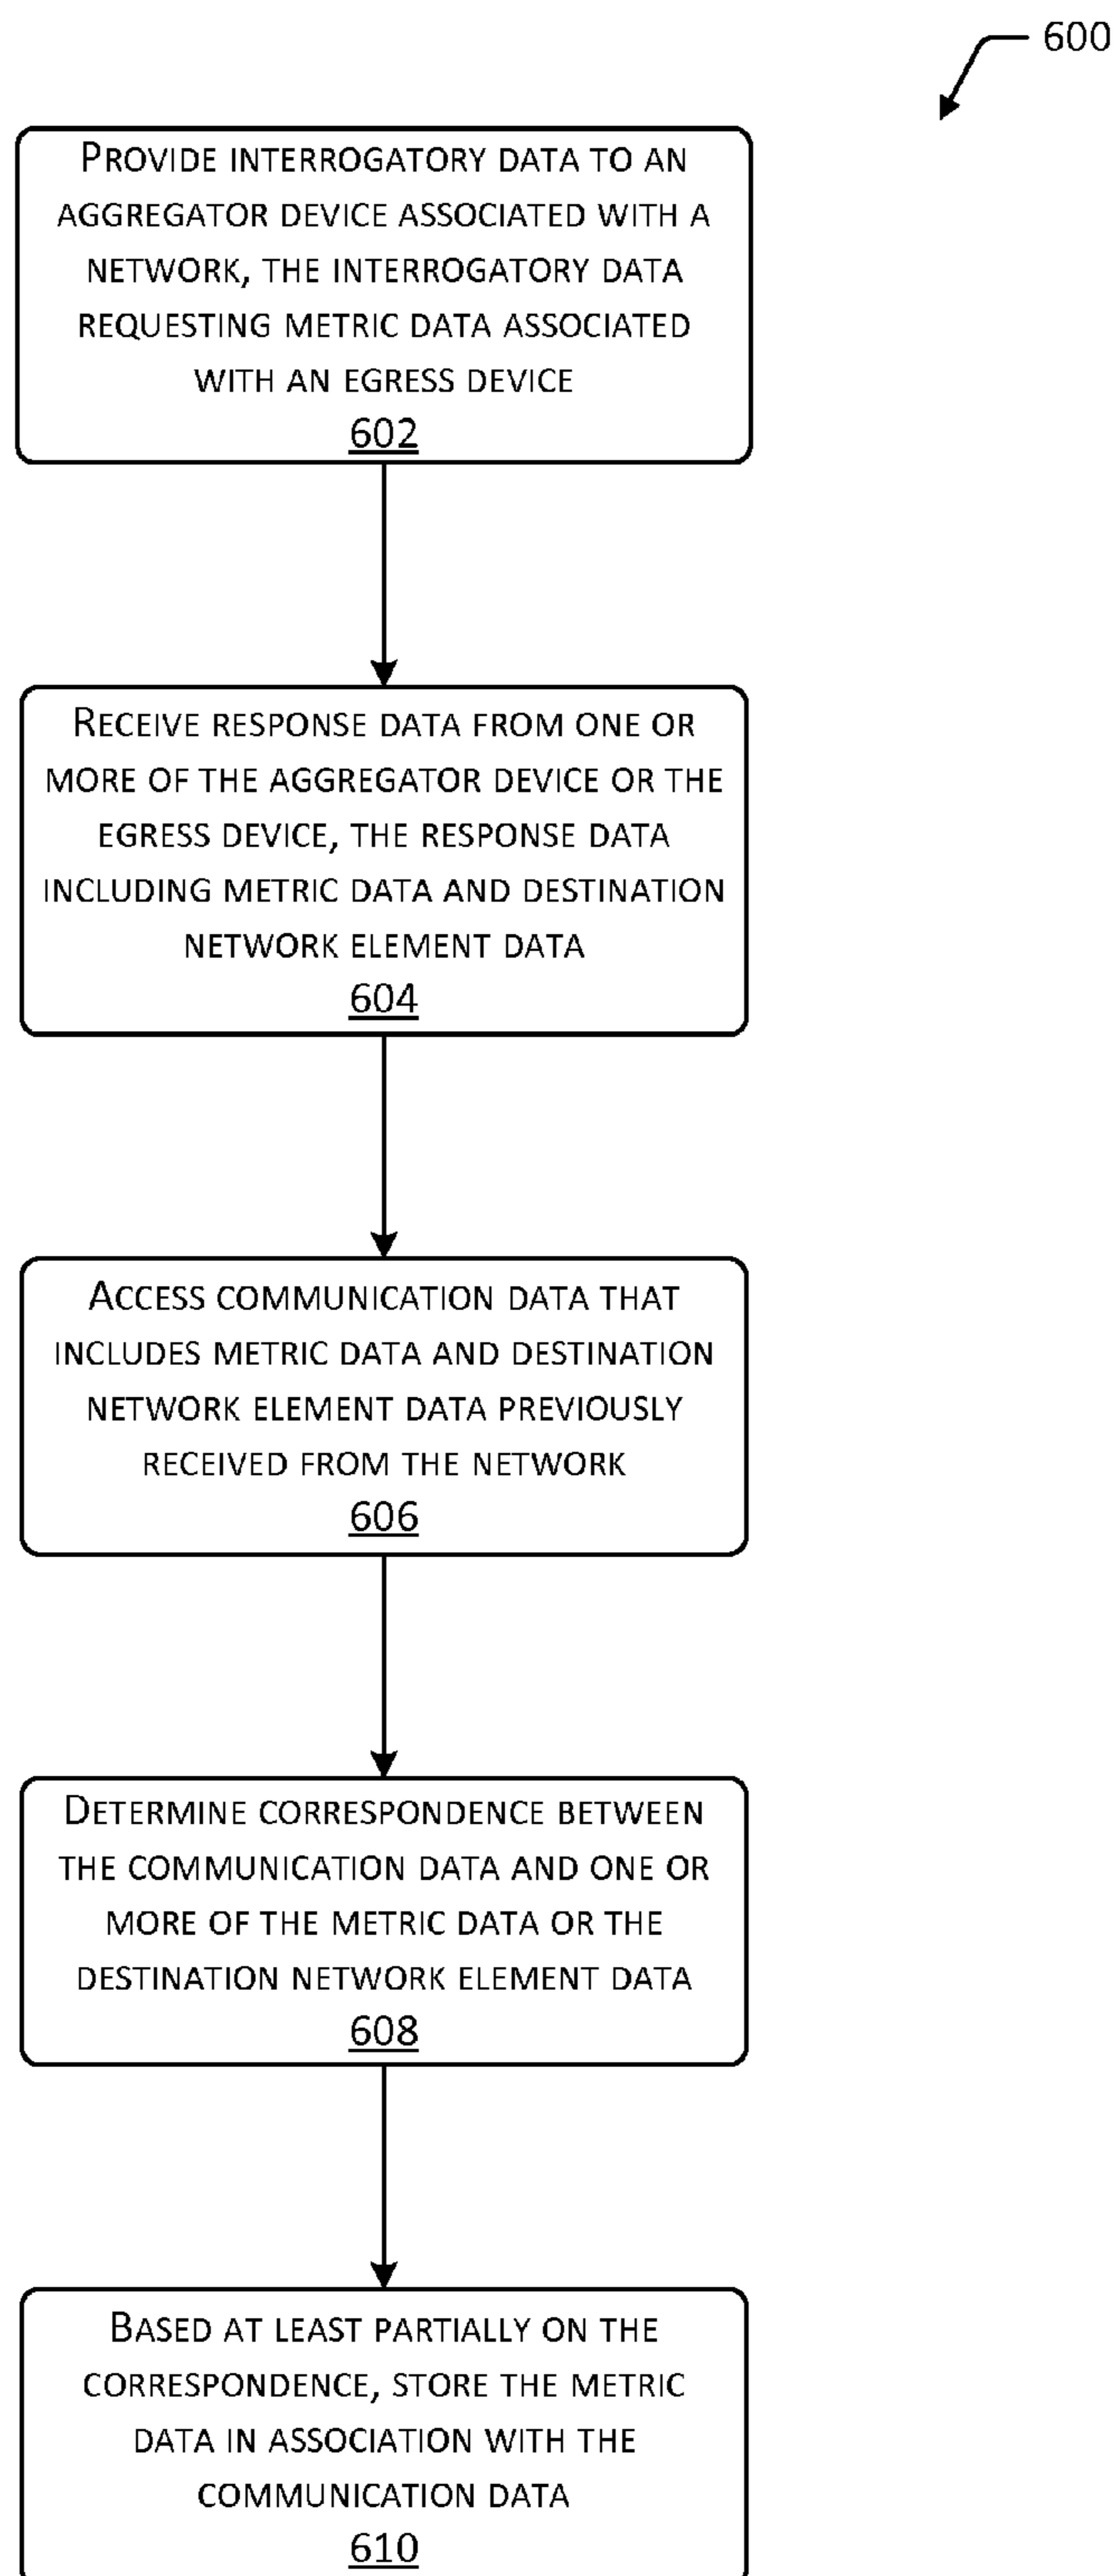 600
PROVIDE INTERROGATORY DATA TO AN
AGGREGATOR DEVICE ASSOCIATED WITH A
NETWORK, THE INTERROGATORY DATA
REQUESTING METRIC DATA ASSOCIATED
WITH AN EGRESS DEVICE
602
RECEIVE RESPONSE DATA FROM ONE OR
MORE OF THE AGGREGATOR DEVICE OR THE
EGRESS DEVICE, THE RESPONSE DATA
INCLUDING METRIC DATA AND DESTINATION
NETWORK ELEMENT DATA
604
ACCESS COMMUNICATION DATA THAT
INCLUDES METRIC DATA AND DESTINATION
NETWORK ELEMENT DATA PREVIOUSLY
RECEIVED FROM THE NETWORK
606
DETERMINE CORRESPONDENCE BETWEEN
THE COMMUNICATION DATA AND ONE OR
MORE OF THE METRIC DATA OR THE
DESTINATION NETWORK ELEMENT DATA
608
BASED AT LEAST PARTIALLY ON THE
CORRESPONDENCE, STORE THE METRIC
DATA IN ASSOCIATION WITH THE
COMMUNICATION DATA
610